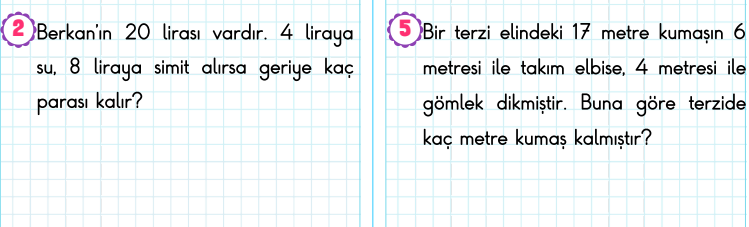 2
Berkan'ın 20 lirası vardır. 4 liraya
su, 8 liraya simit alırsa geriye kaç
parası kalır?
5
Bir terzi elindeki 17 metre kumaşın 6
metresi ile takım elbise, 4 metresi ile
gömlek dikmiştir. Buna göre terzide
kaç metre kumaş kalmıştır?